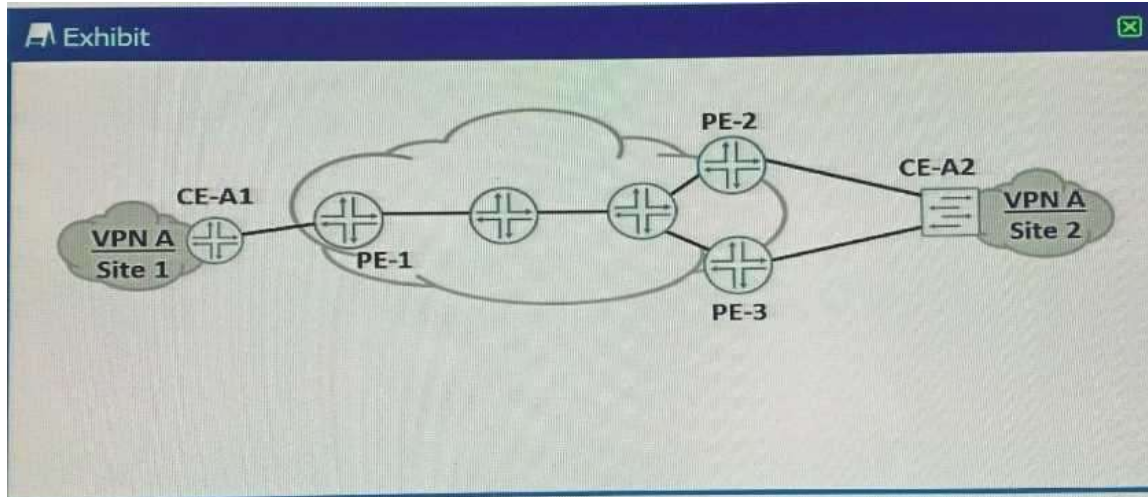 Exhibit
PE-2
CE-A1
CE-A2
VPN A
Site 1
VPN A
Site 2
PE-1
PE-3